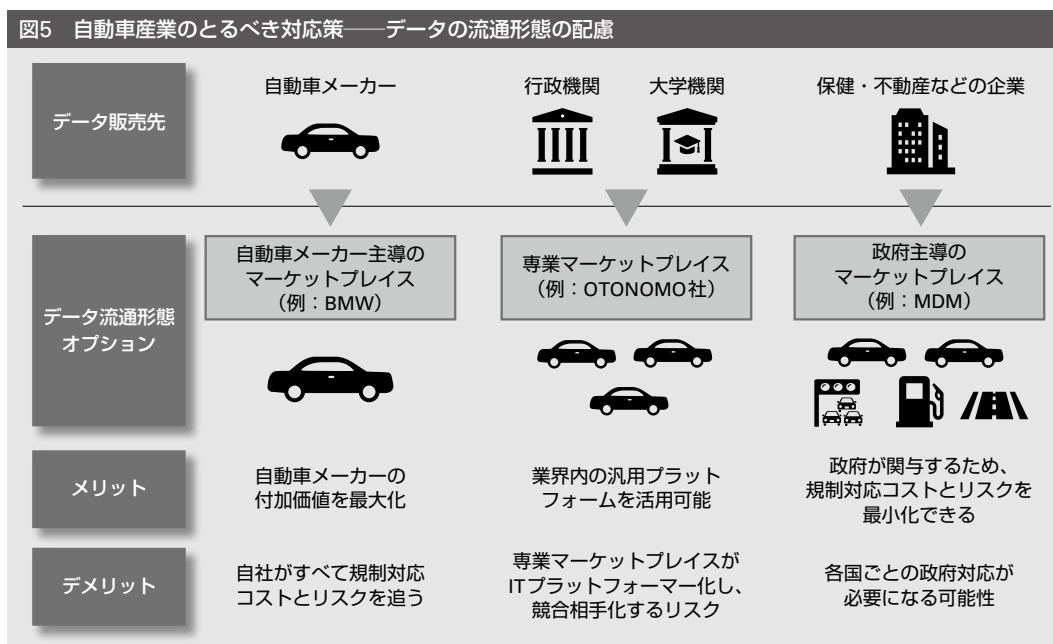 図5 自動車産業のとるべき対応策──データの流通形態の配慮
データ販売先
自動車メーカー
行政機関
大学機関
保健・不動産などの企業
データ流通形態
オプション
自動車メーカー主導の
マーケットプレイス
（例：BMW）
専業マーケットプレイス
（例：OTONOMO社）
政府主導の
マーケットプレイス
（例：MDM）
メリット
自動車メーカーの
付加価値を最大化
業界内の汎用プラット
フォームを活用可能
政府が関与するため、
規制対応コストとリスクを
最小化できる
デメリット
自社がすべて規制対応
コストとリスクを追う
専業マーケットプレイスが
ITプラットフォーマー化し、
競合相手化するリスク
各国ごとの政府対応が
必要になる可能性